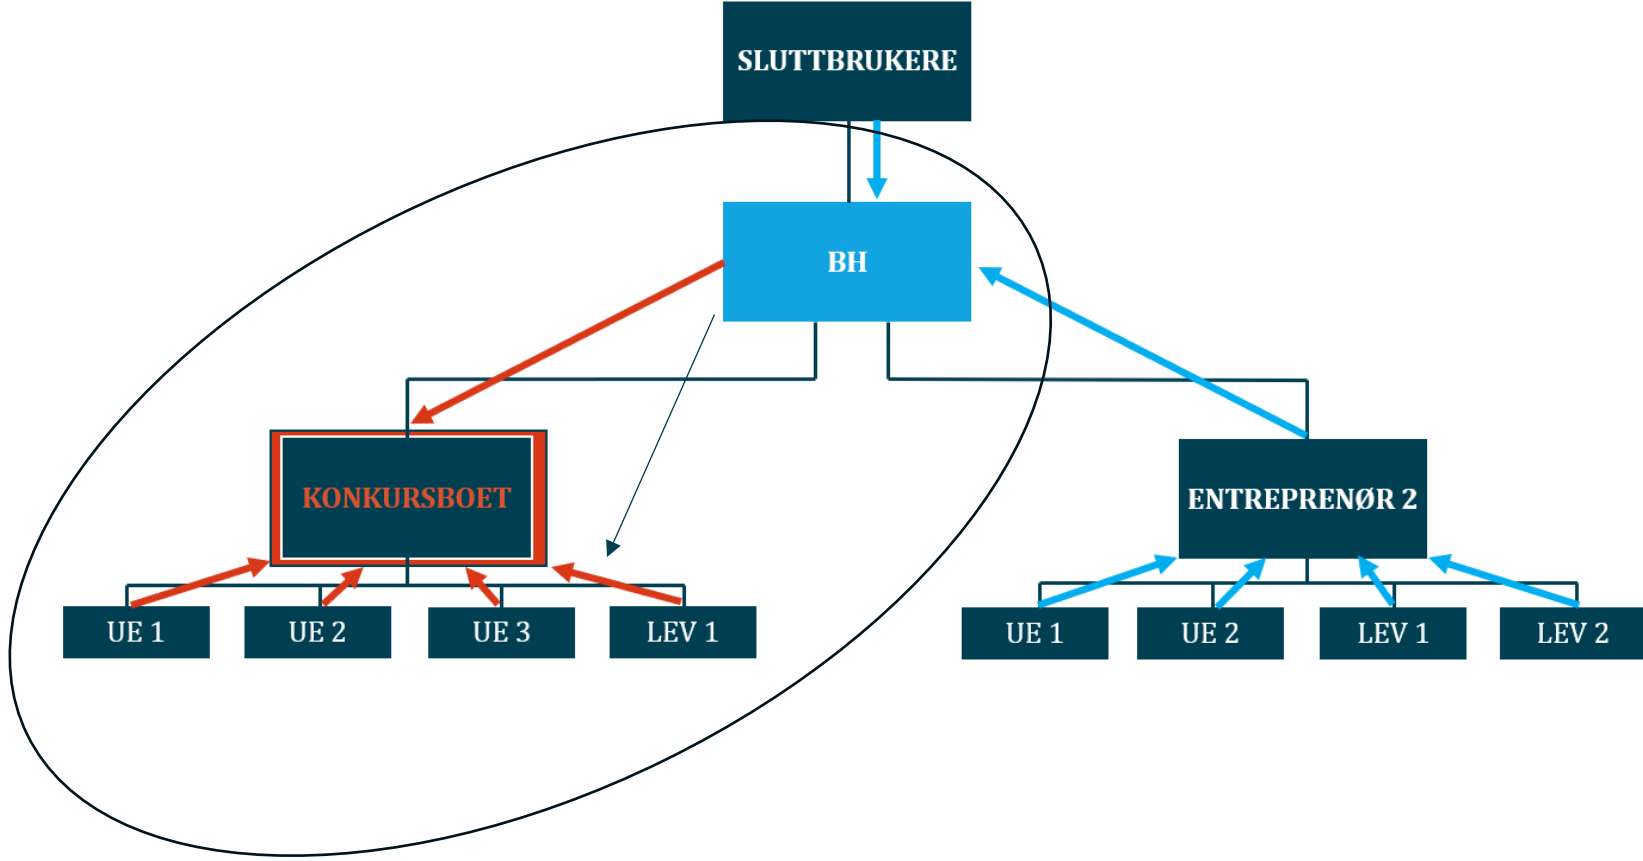 SLUTTBRUKERE
BH
KONKURSBOET
ENTREPRENØR 2
UE 1
UE 2
UE 3
LEV 1
UE 1
UE 2
LEV 1
LEV 2